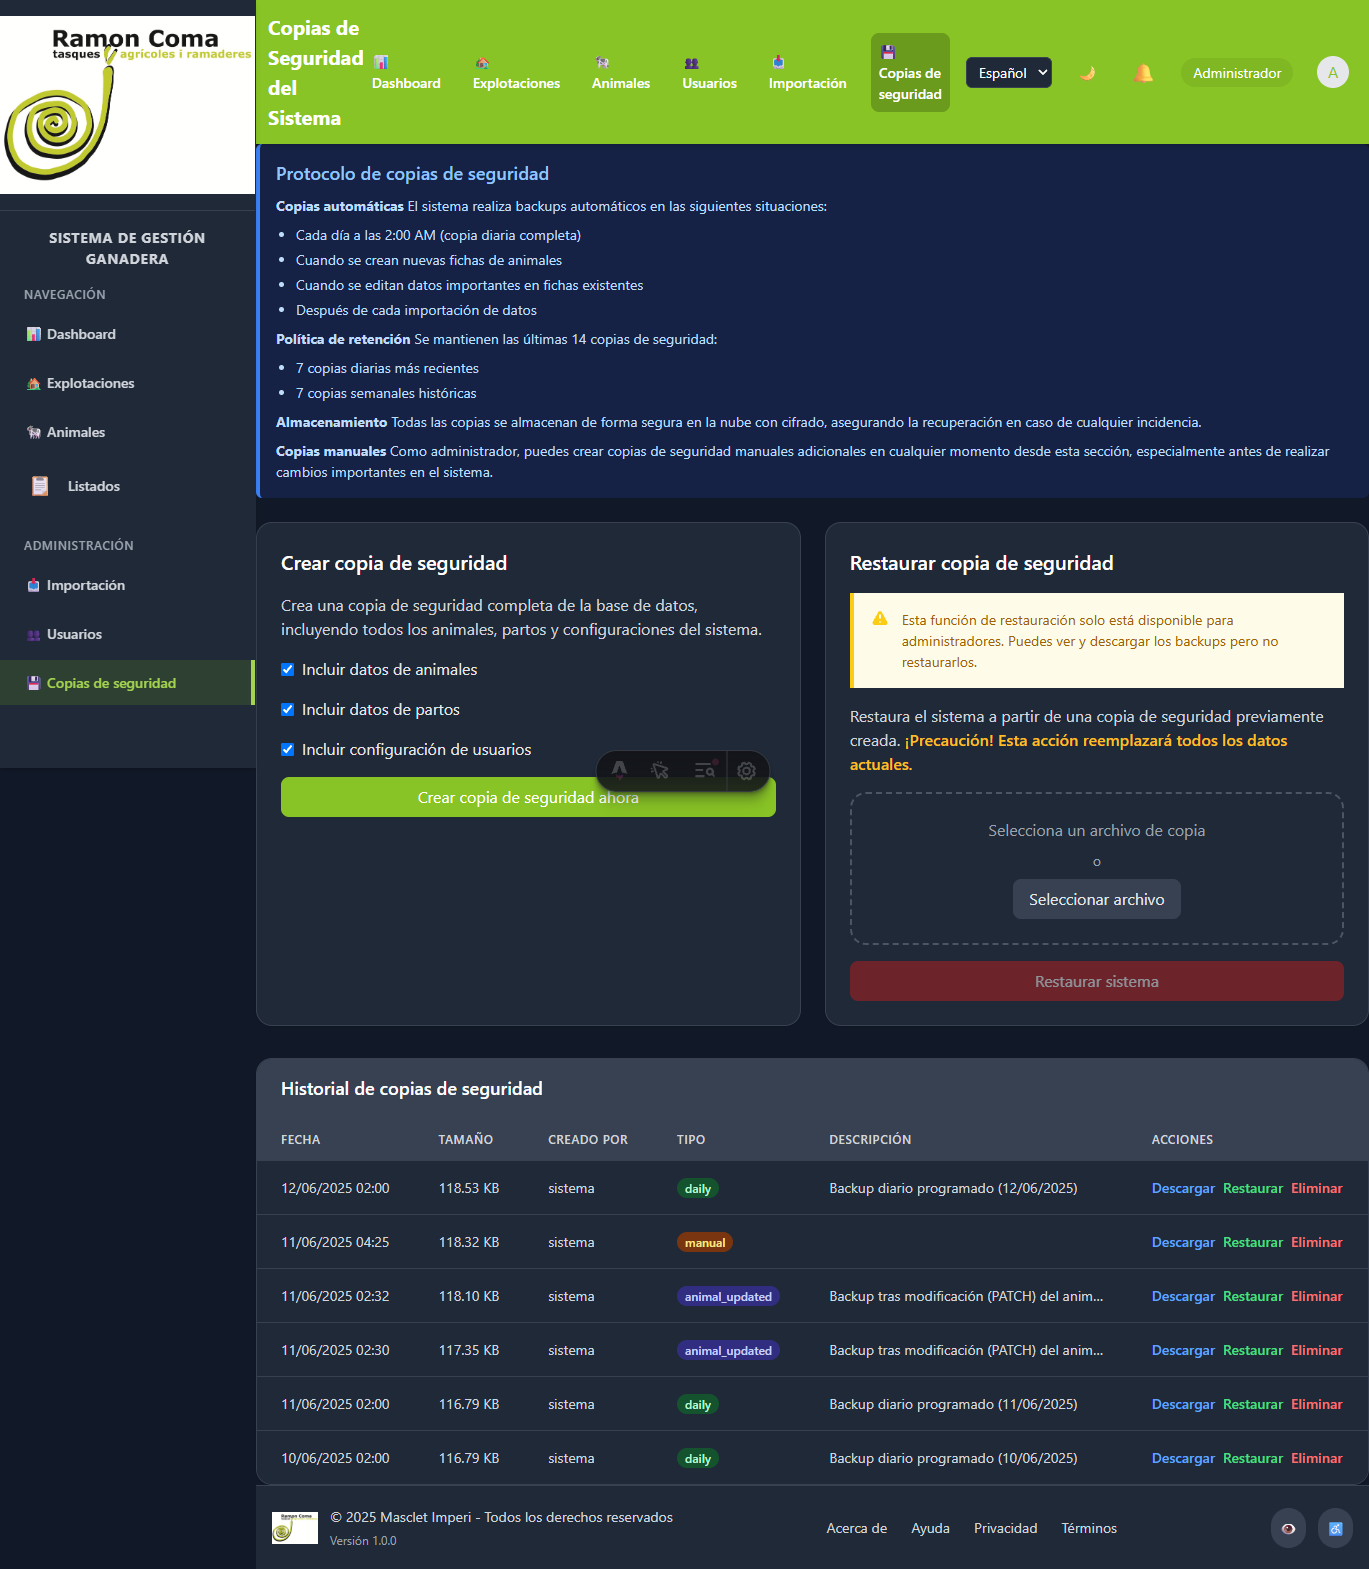 Ramon Coma
tasques agrícoles i ramaderes
SISTEMA DE GESTIÓN
GANADERA
NAVEGACIÓN
Dashboard
Explotaciones
Animales
Listados
ADMINISTRACIÓN
Importación
Usuarios
Copias de seguridad
Copias de
Seguridad
del
Sistema
Dashboard
Explotaciones
Animales
Usuarios
Importación
Copias de
seguridad
Español
Administrador
A
Protocolo de copias de seguridad
Copias automáticas El sistema realiza backups automáticos en las siguientes situaciones:
• Cada día a las 2:00 AM (copia diaria completa)
• Cuando se crean nuevas fichas de animales
• Cuando se editan datos importantes en fichas existentes
• Después de cada importación de datos
Política de retención Se mantienen las últimas 14 copias de seguridad:
• 7 copias diarias más recientes
• 7 copias semanales históricas
Almacenamiento Todas las copias se almacenan de forma segura en la nube con cifrado, asegurando la recuperación en caso de cualquier incidencia.
Copias manuales Como administrador, puedes crear copias de seguridad manuales adicionales en cualquier momento desde esta sección, especialmente antes de realizar
cambios importantes en el sistema.
Crear copia de seguridad
Crea una copia de seguridad completa de la base de datos,
incluyendo todos los animales, partos y configuraciones del sistema.
Incluir datos de animales
Incluir datos de partos
Incluir configuración de usuarios
Crear copia de seguridad ahora
Restaurar copia de seguridad
Esta función de restauración solo está disponible para
administradores. Puedes ver y descargar los backups pero no
restaurarlos.
Restaura el sistema a partir de una copia de seguridad previamente
creada. ¡Precaución! Esta acción reemplazará todos los datos
actuales.
Selecciona un archivo de copia
o
Seleccionar archivo
Restaurar sistema
Historial de copias de seguridad
FECHA TAMAÑO CREADO POR TIPO DESCRIPCIÓN ACCIONES
12/06/2025 02:00 118.53 KB sistema daily Backup diario programado (12/06/2025) Descargar Restaurar Eliminar
11/06/2025 04:25 118.32 KB sistema manual Descargar Restaurar Eliminar
11/06/2025 02:32 118.10 KB sistema animal_updated Backup tras modificación (PATCH) del anim... Descargar Restaurar Eliminar
11/06/2025 02:30 117.35 KB sistema animal_updated Backup tras modificación (PATCH) del anim... Descargar Restaurar Eliminar
11/06/2025 02:00 116.79 KB sistema daily Backup diario programado (11/06/2025) Descargar Restaurar Eliminar
10/06/2025 02:00 116.79 KB sistema daily Backup diario programado (10/06/2025) Descargar Restaurar Eliminar
Ramon Coma
© 2025 Masclet Imperi - Todos los derechos reservados
Versión 1.0.0
Acerca de Ayuda Privacidad Términos